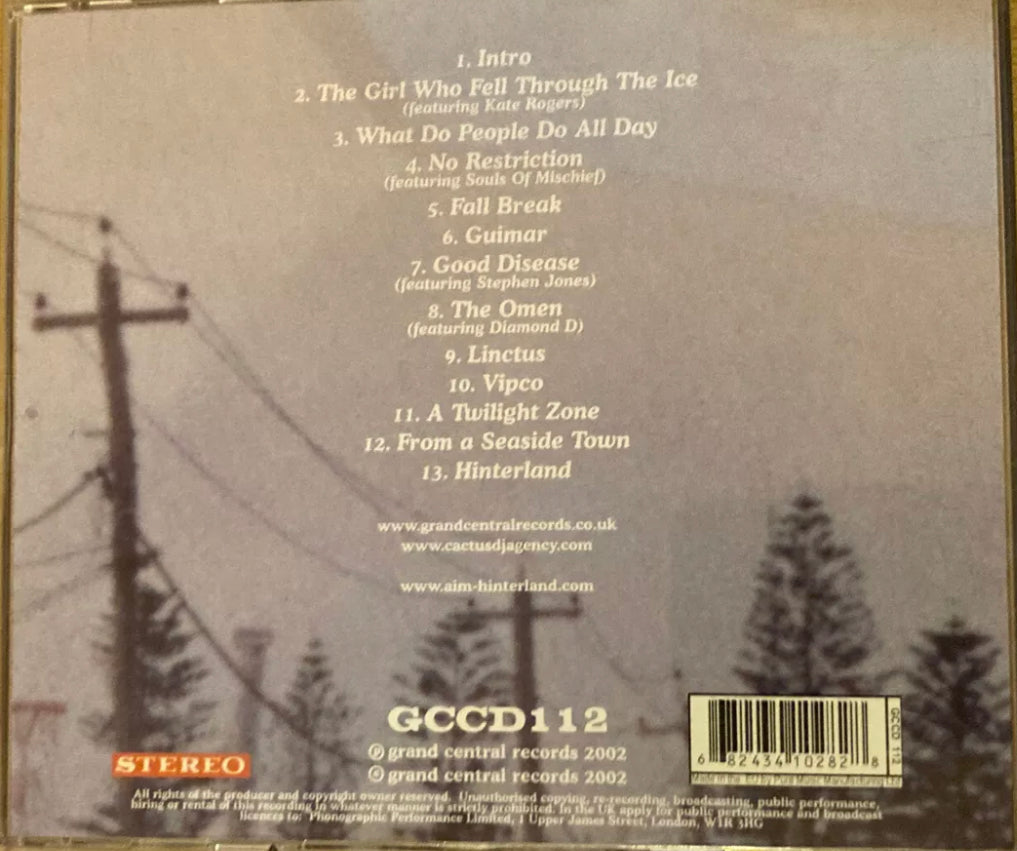 1. Intro
2. The Girl Who Fell Through The Ice
(featuring Kate Rogers)
3. What Do People Do All Day
4. No Restriction
(featuring Souls Of Mischief)
5. Fall Break
6. Guimar
7. Good Disease
(featuring Stephen Jones)
8. The Omen
(featuring Diamond D)
9. Linctus
10. Vipco
11. A Twilight Zone
12. From a Seaside Town
13. Hinterland
www.grandcentralrecords.co.uk
www.cactusdjagency.com
www.aim-hinterland.com
GCCD112
℗ grand central records 2002
© grand central records 2002
STEREO
GCCD 112
6 82434 10282 8
Made in the by
All rights of the producer and copyright owner reserved. Unauthorised copying, re-recording, broadcasting, public performance,
hiring or rental of this recording in whatever manner is strictly prohibited. In the UK apply for public performance and broadcast
licences to: Phonographic Performance Limited, 1 Upper James Street, London, W1R 3HG